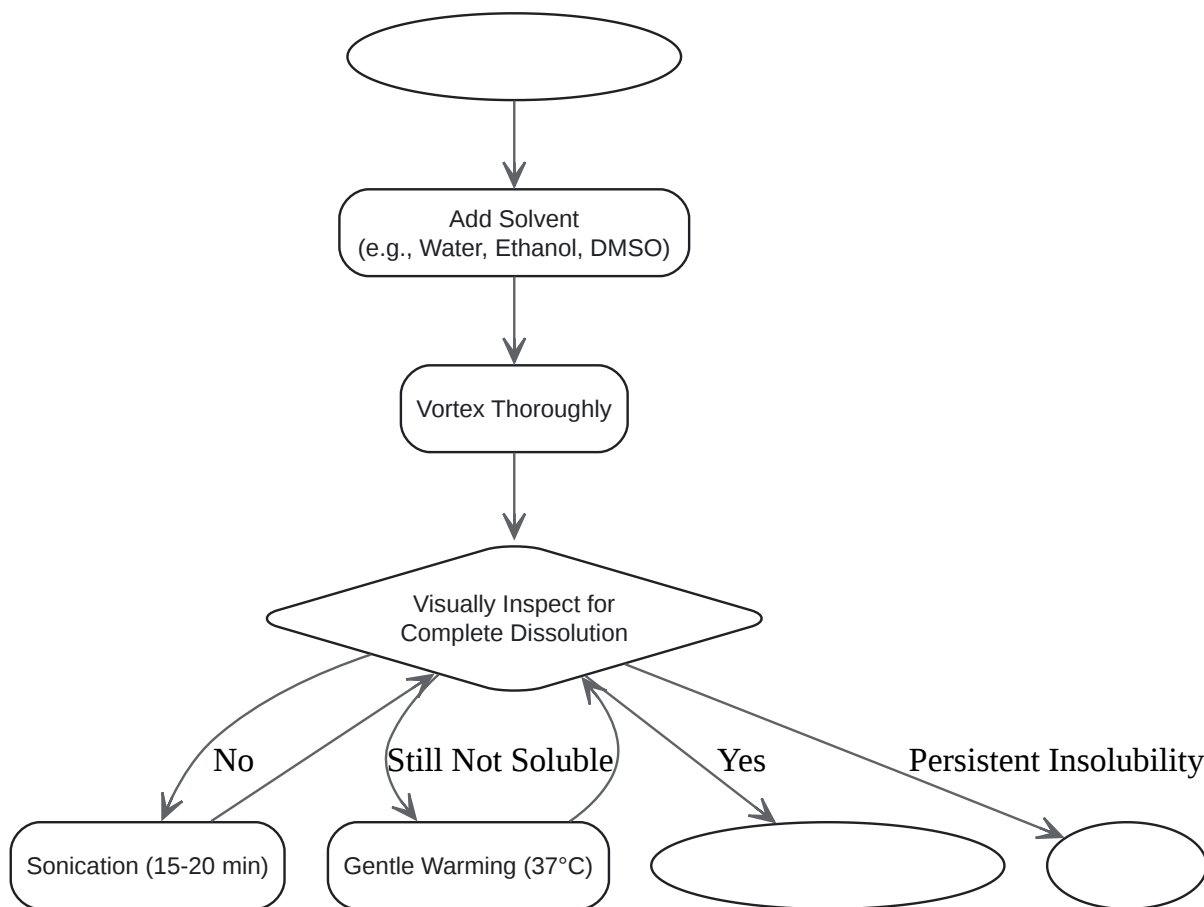 Add Solvent
(e.g., Water, Ethanol, DMSO)
Vortex Thoroughly
Visually Inspect for
Complete Dissolution
No
Still Not Soluble
Yes
Persistent Insolubility
Sonication (15-20 min)
Gentle Warming (37°C)